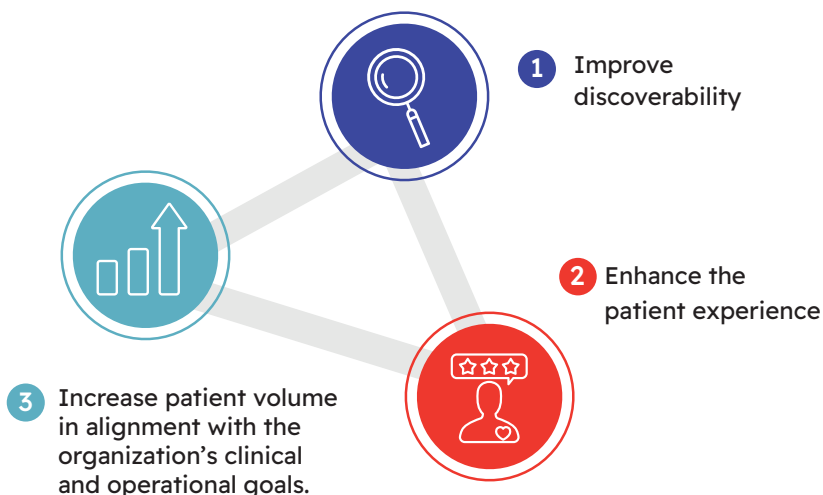 1 Improve
discoverability
2 Enhance the
patient experience
3 Increase patient volume
in alignment with the
organization’s clinical
and operational goals.